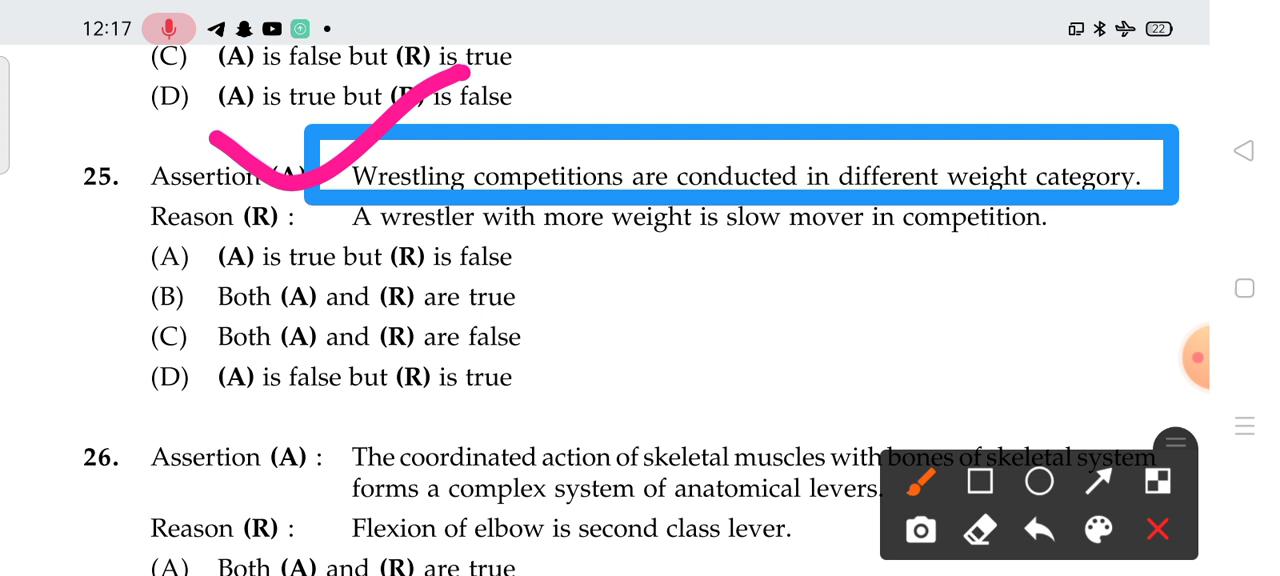 12:17
22
(C) (A) is false but (R) is true
(D) (A) is true but (R) is false
25. Assertion (A) Wrestling competitions are conducted in different weight category.
Reason (R) : A wrestler with more weight is slow mover in competition.
(A) (A) is true but (R) is false
(B) Both (A) and (R) are true
(C) Both (A) and (R) are false
(D) (A) is false but (R) is true
26. Assertion (A) : The coordinated action of skeletal muscles with bones of skeletal system
forms a complex system of anatomical levers.
Reason (R) : Flexion of elbow is second class lever.
(A) Both (A) and (R) are true